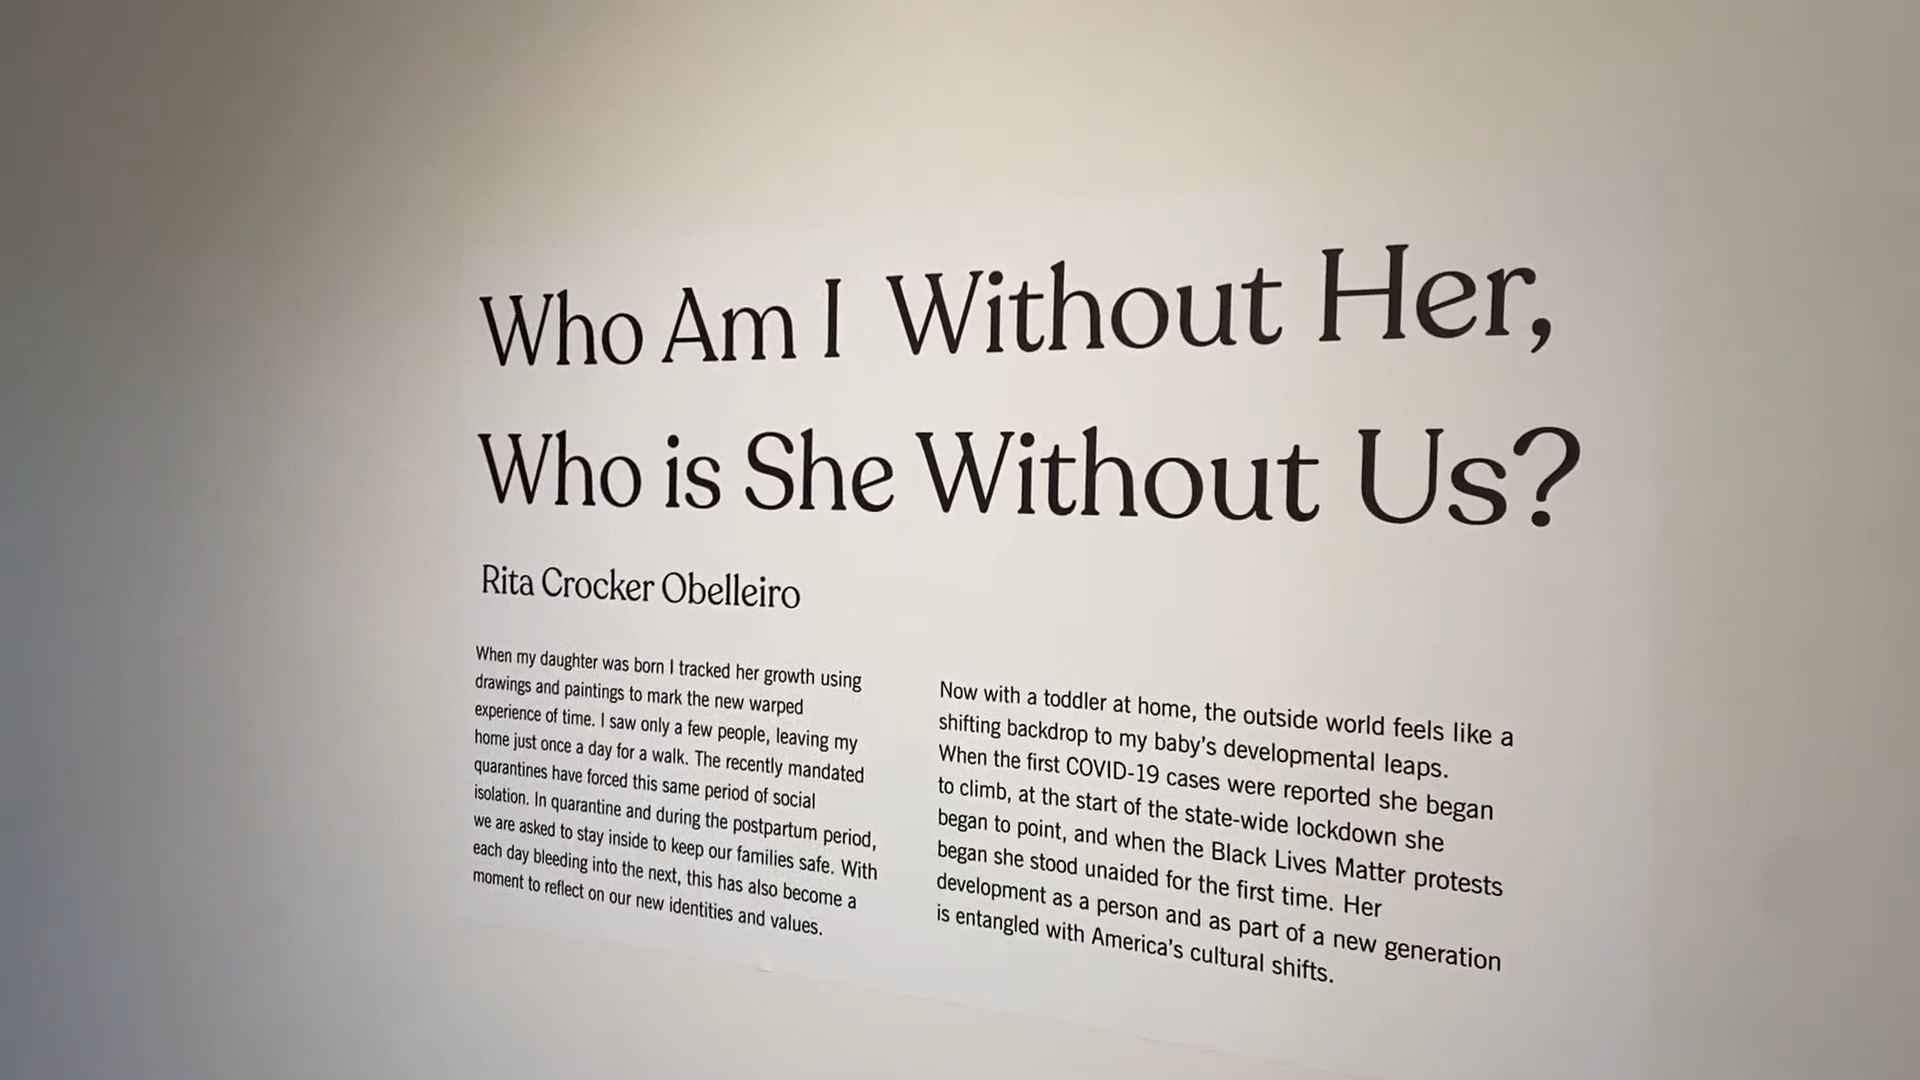 Who Am I Without Her,
Who is She Without Us?
Rita Crocker Obelleiro
When my daughter was born I tracked her growth using
drawings and paintings to mark the new warped
experience of time. I saw only a few people, leaving my
home just once a day for a walk. The recently mandated
quarantines have forced this same period of social
isolation. In quarantine and during the postpartum period,
we are asked to stay inside to keep our families safe. With
each day bleeding into the next, this has also become a
moment to reflect on our new identities and values.
Now with a toddler at home, the outside world feels like a
shifting backdrop to my baby's developmental leaps.
When the first COVID-19 cases were reported she began
to climb, at the start of the state-wide lockdown she
began to point, and when the Black Lives Matter protests
began she stood unaided for the first time. Her
development as a person and as part of a new generation
is entangled with America's cultural shifts.